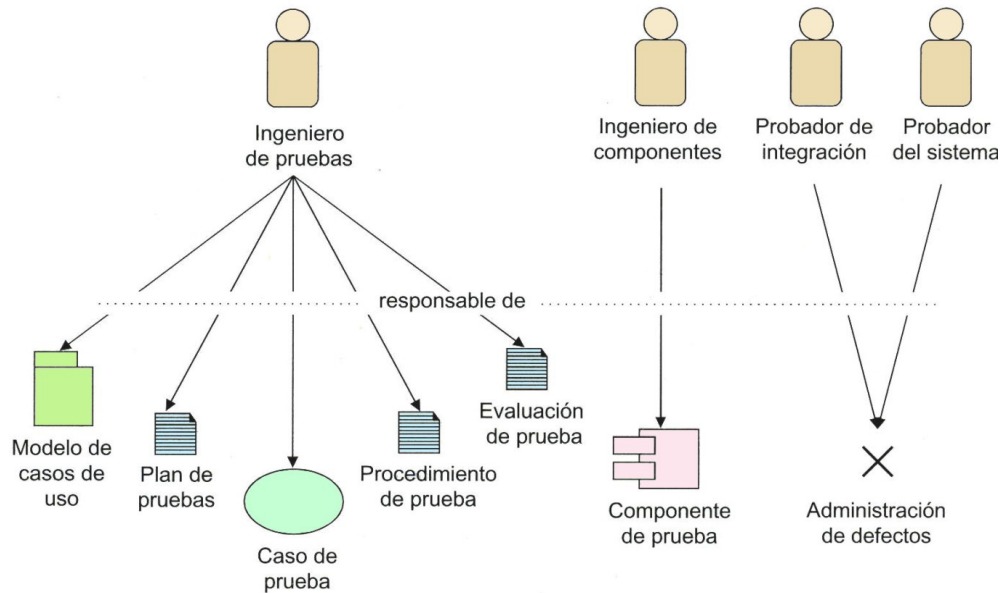 Ingeniero
de pruebas
Ingeniero de
componentes
Probador de
integración
Probador
del sistema
responsable de
Modelo de
casos de
uso
Plan de
pruebas
Caso de
prueba
Procedimiento
de prueba
Evaluación
de prueba
Componente
de prueba
Administración
de defectos